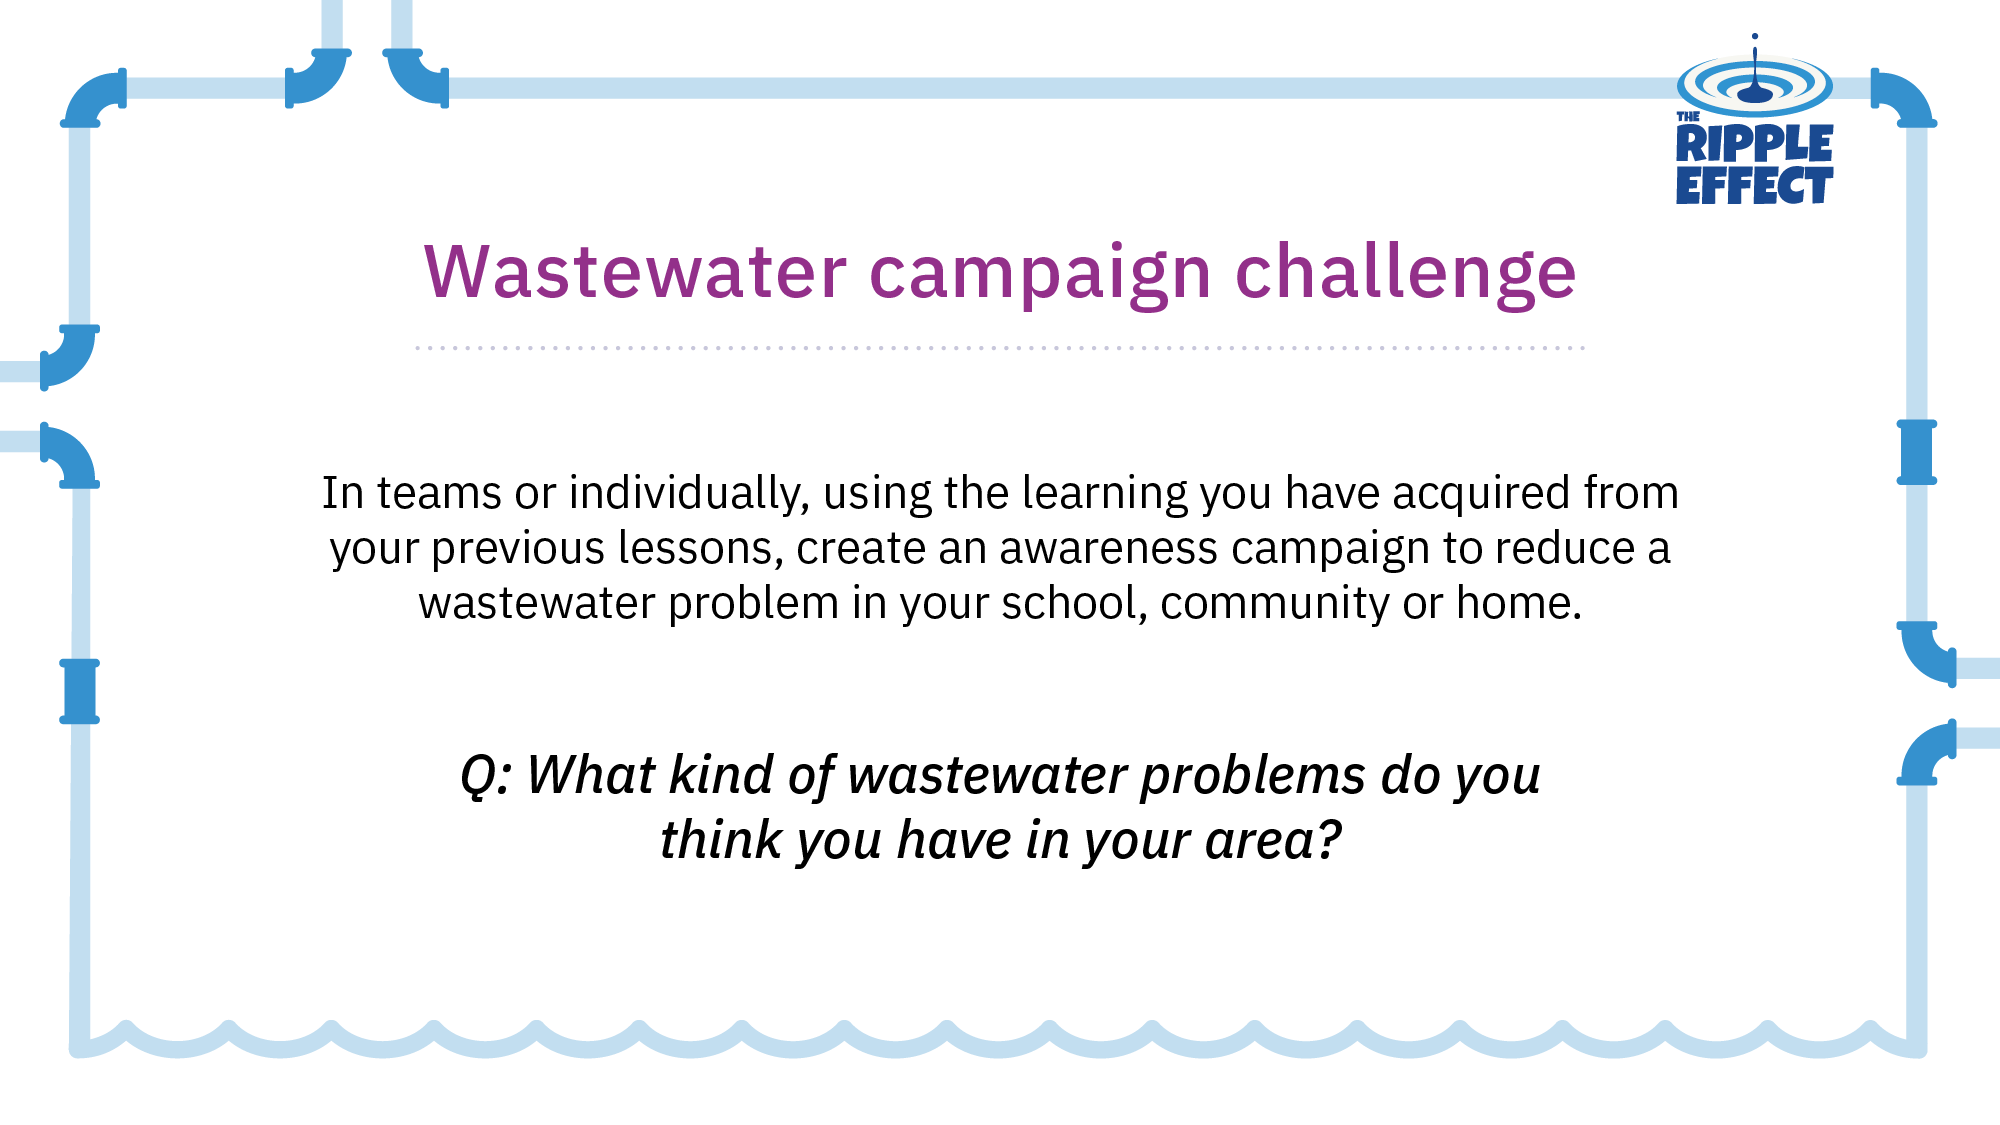 THE
RIPPLE
EFFECT
Wastewater campaign challenge
In teams or individually, using the learning you have acquired from
your previous lessons, create an awareness campaign to reduce a
wastewater problem in your school, community or home.
Q: What kind of wastewater problems do you
think you have in your area?